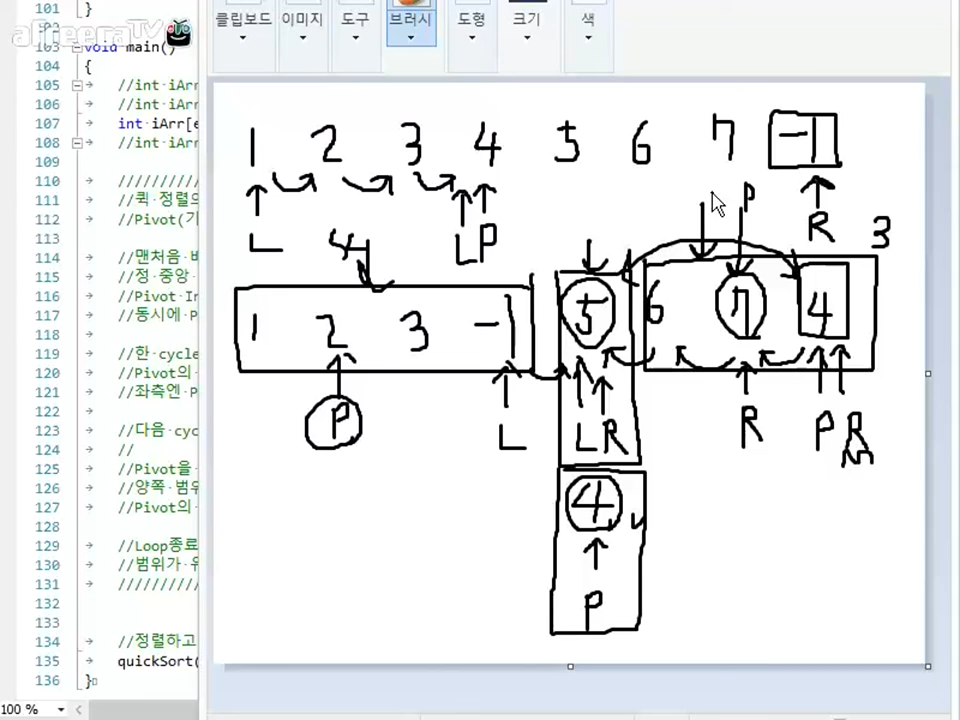 클립보드 이미지 도구 브러시 도형 크기 색
afreecaTV
101 }
103 void main()
104 {
105 //int iArr
106 //int iArr
107 int iArr[e
108 //int iArr
109
110 //////////
111 //퀵 정렬의
112 //Pivot(기
113
114 //맨처음 배
115 //정 중앙
116 //Pivot In
117 //동시에 P
118
119 //한 cycle
120 //Pivot의
121 //좌측엔 P
122
123 //다음 cyc
124 //
125 //Pivot을
126 //양쪽 범위
127 //Pivot의
128
129 //Loop종료
130 //범위가 유
131 //////////
132
133
134 //정렬하고
135 quickSort(
136 }
100 %
1 2 3 4 5 6 7 -1
L L P P R
4 3
1 2 3 -1 5 6 7 4
P L L R R P R
4
P